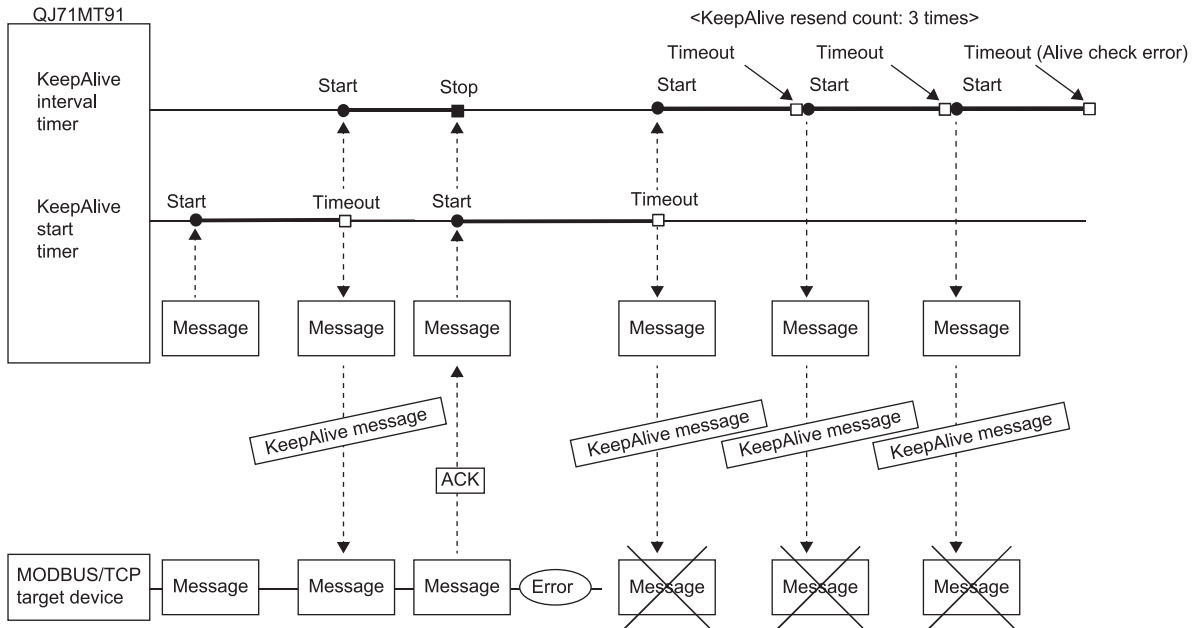 QJ71MT91
<KeepAlive resend count: 3 times>
Timeout
Timeout
Timeout (Alive check error)
KeepAlive
interval
timer
Start
Stop
Start
Start
Start
KeepAlive
start
timer
Start
Timeout
Start
Timeout
Message
Message
Message
Message
Message
Message
KeepAlive message
KeepAlive message
KeepAlive message
KeepAlive message
ACK
MODBUS/TCP
target device
Message
Message
Message
Error
Message
Message
Message